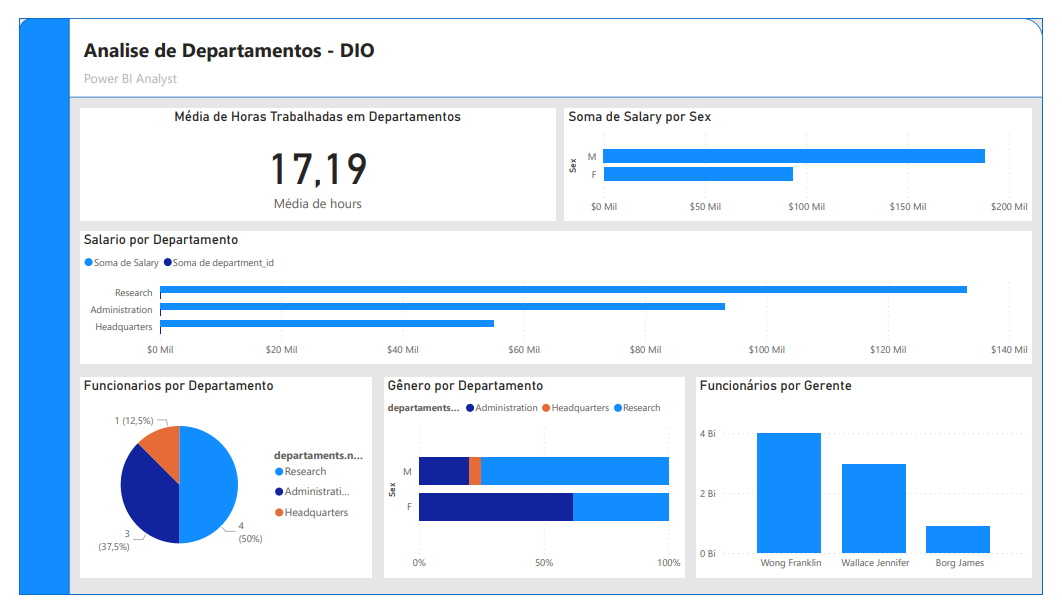 Analise de Departamentos - DIO
Power BI Analyst
Média de Horas Trabalhadas em Departamentos
17,19
Média de hours
Soma de Salary por Sex
Sex
M
F
$0 Mil $50 Mil $100 Mil $150 Mil $200 Mil
Salario por Departamento
Soma de Salary Soma de department_id
Research
Administration
Headquarters
$0 Mil $20 Mil $40 Mil $60 Mil $80 Mil $100 Mil $120 Mil $140 Mil
Funcionarios por Departamento
1 (12,5%)
3
(37,5%)
4
(50%)
departaments.n...
Research
Administrati...
Headquarters
Gênero por Departamento
departaments... Administration Headquarters Research
Sex
M
F
0% 50% 100%
Funcionários por Gerente
4 Bi
2 Bi
0 Bi
Wong Franklin Wallace Jennifer Borg James